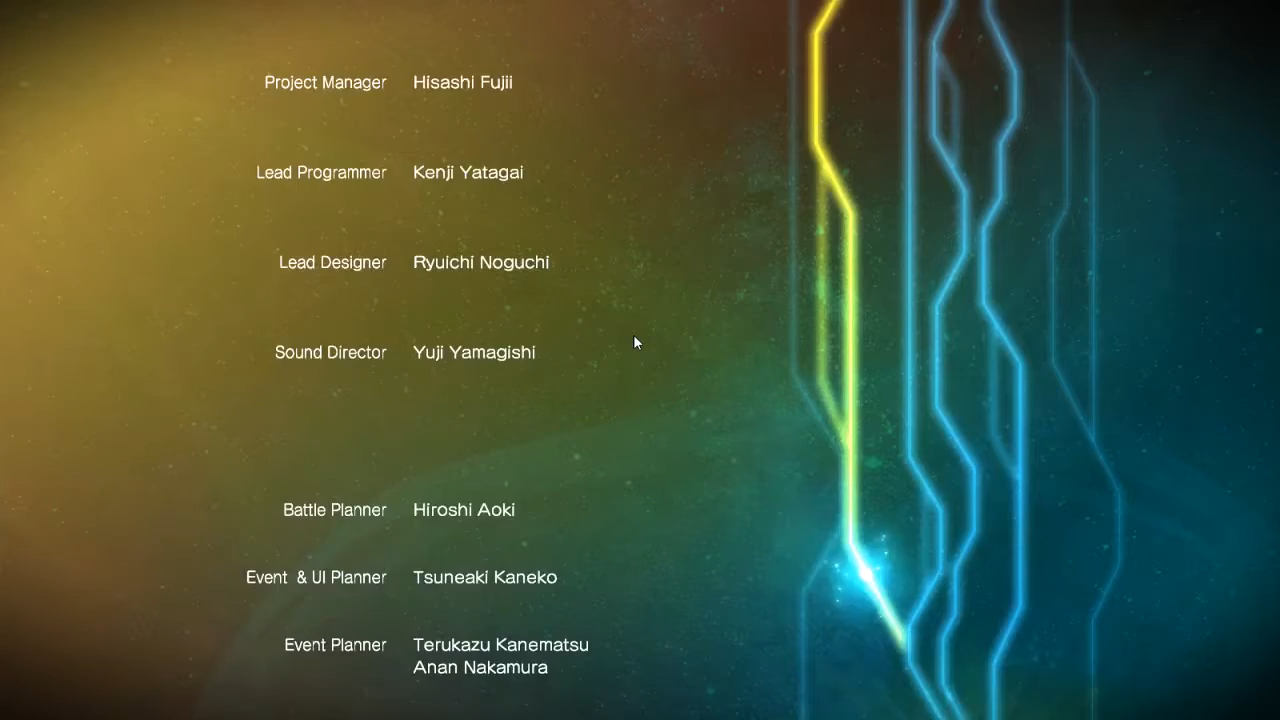 Project Manager Hisashi Fujii
Lead Programmer Kenji Yatagai
Lead Designer Ryuichi Noguchi
Sound Director Yuji Yamagishi
Battle Planner Hiroshi Aoki
Event & UI Planner Tsuneaki Kaneko
Event Planner Terukazu Kanematsu
Anan Nakamura